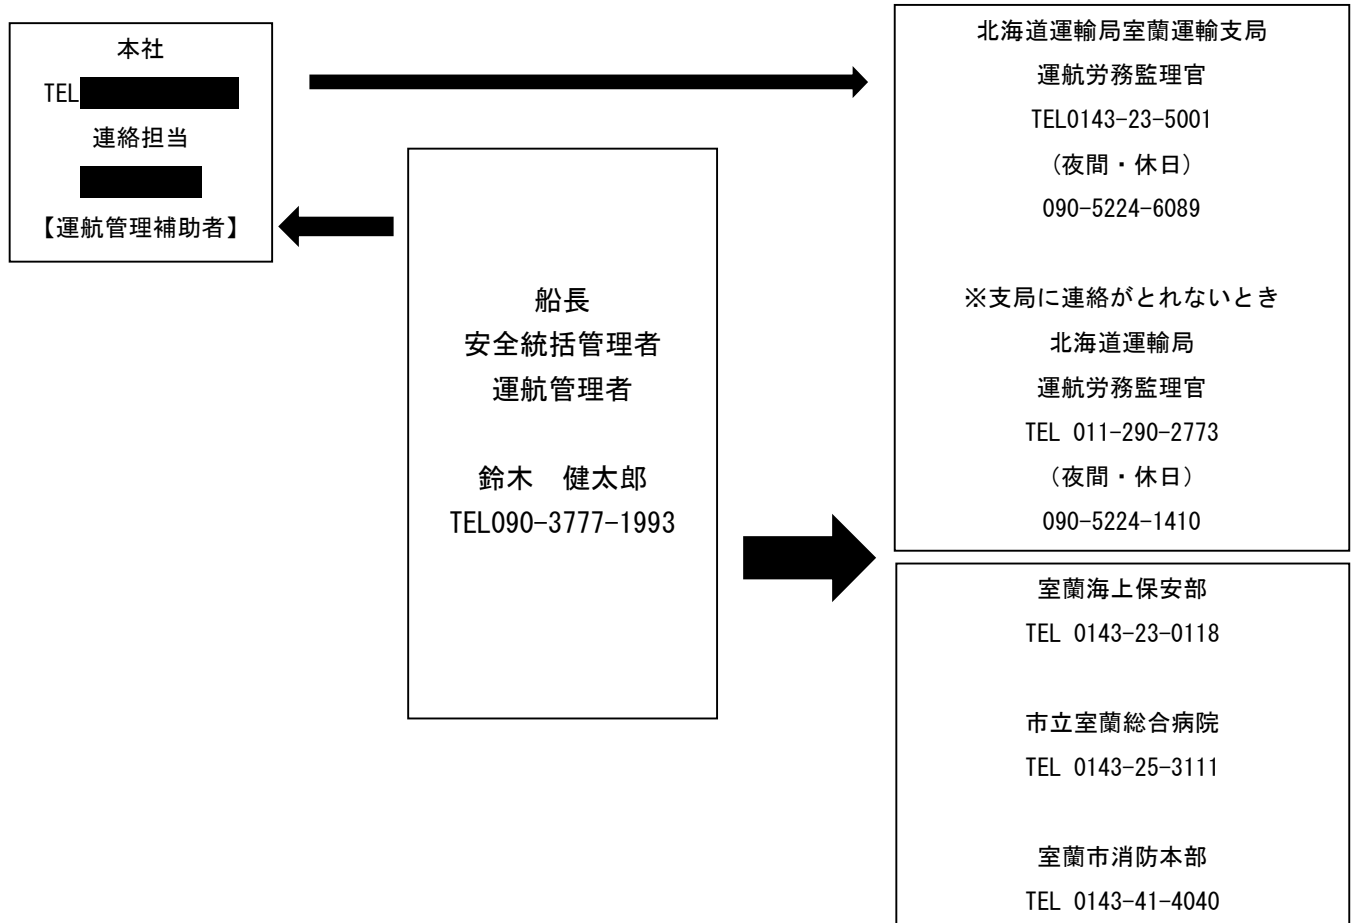 本社
TEL
連絡担当
【運航管理補助者】
船長
安全統括管理者
運航管理者
鈴木　健太郎
TEL090-3777-1993
北海道運輸局室蘭運輸支局
運航労務監理官
TEL0143-23-5001
（夜間・休日）
090-5224-6089
※支局に連絡がとれないとき
北海道運輸局
運航労務監理官
TEL 011-290-2773
（夜間・休日）
090-5224-1410
室蘭海上保安部
TEL 0143-23-0118
市立室蘭総合病院
TEL 0143-25-3111
室蘭市消防本部
TEL 0143-41-4040